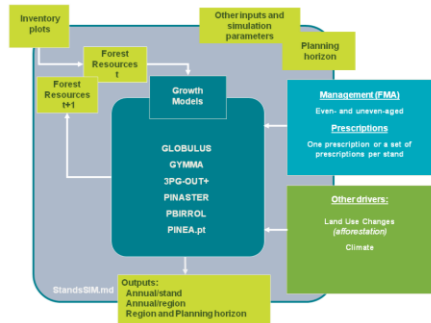 Inventory
plots
Other inputs and
simulation
parameters
Planning
horizon
Forest
Resources
t
Forest
Resources
t+1
Growth
Models
GLOBULUS
GYMMA
3PG-OUT+
PINASTER
PBIRROL
PINEA.pt
Management (FMA)
Even- and uneven-aged
Prescriptions
One prescription or a set of
prescriptions per stand
Other drivers:
Land Use Changes
(afforestation)
Climate
StandsSIM.md
Outputs:
Annual/stand
Annual/region
Region and Planning horizon